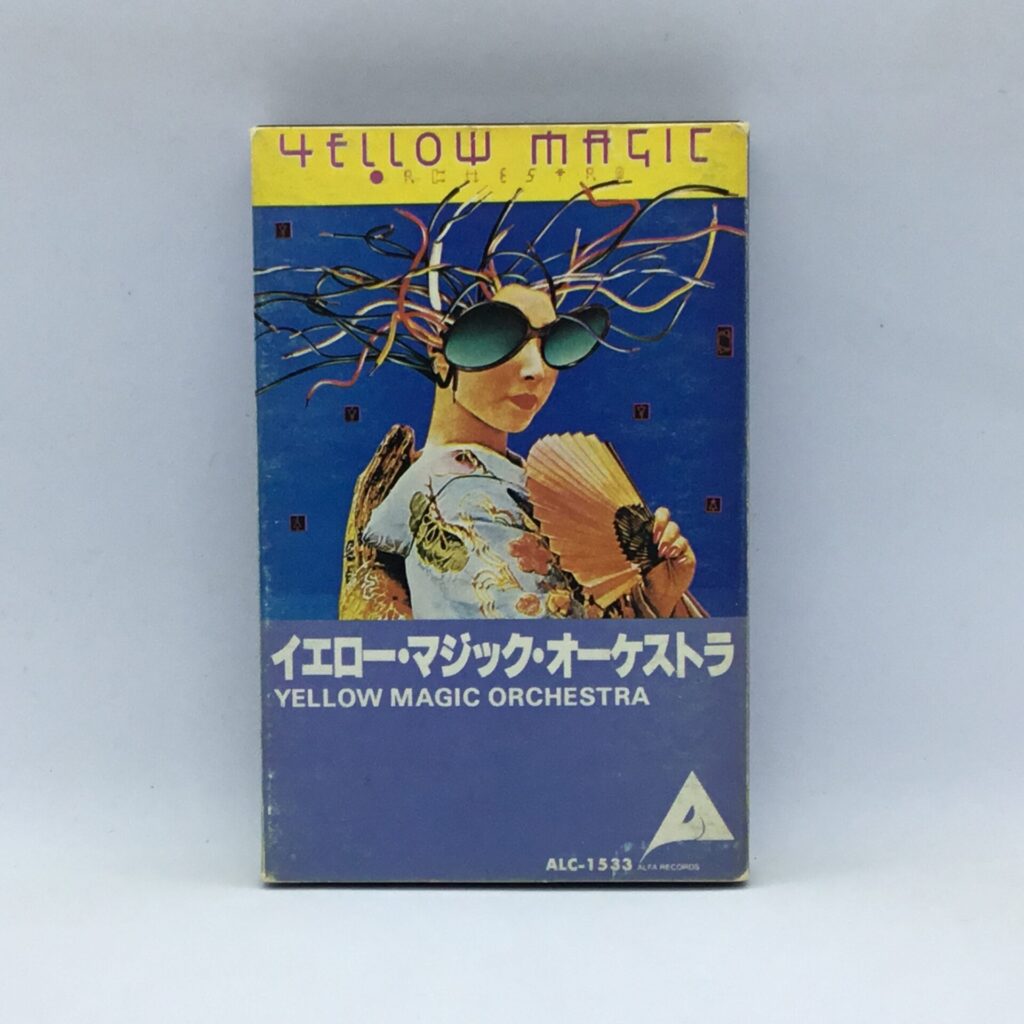 YELLOW MAGIC
ORCHESTRA
イエロー・マジック・オーケストラ
YELLOW MAGIC ORCHESTRA
ALC-1533 ALFA RECORDS